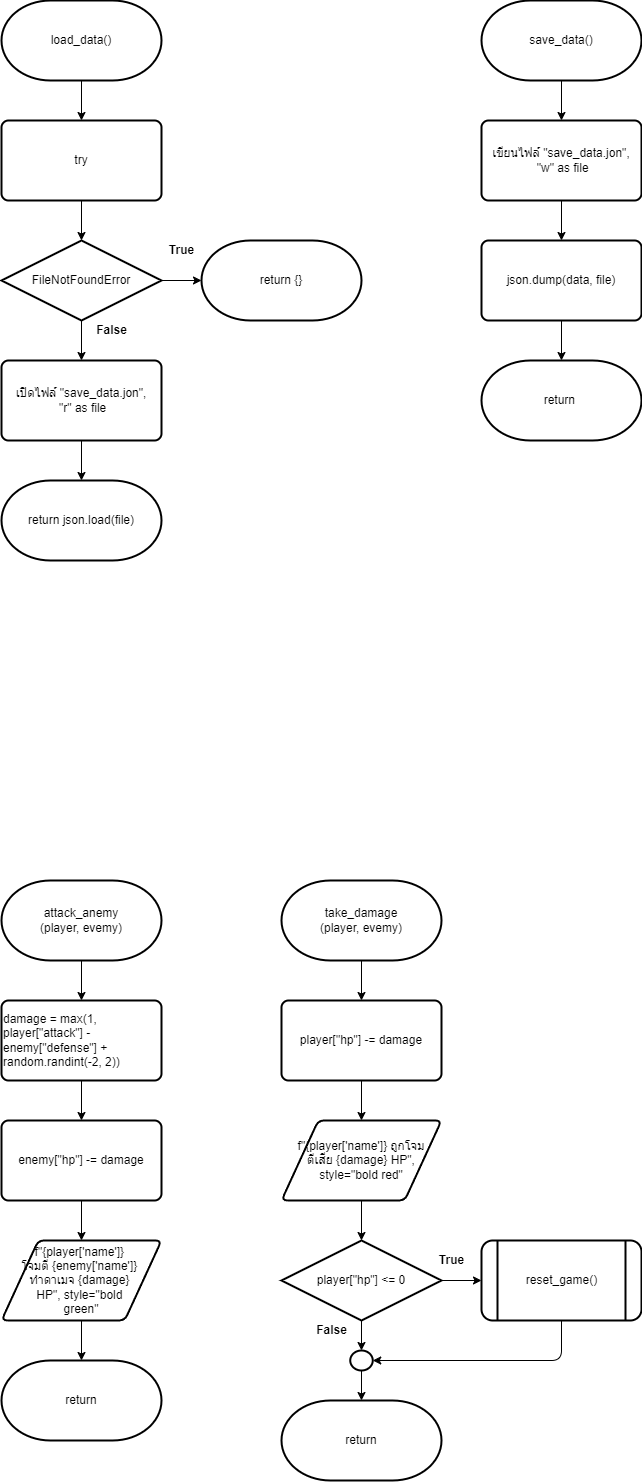 load_data()
try
FileNotFoundError
True
return {}
False
เปิดไฟล์ "save_data.jon",
"r" as file
return json.load(file)
save_data()
เขียนไฟล์ "save_data.jon",
"w" as file
json.dump(data, file)
return
attack_anemy
(player, evemy)
damage = max(1,
player["attack"] -
enemy["defense"] +
random.randint(-2, 2))
enemy["hp"] -= damage
f"{player['name']}
โจมตี {enemy['name']}
ทำดาเมจ {damage}
HP", style="bold
green"
return
take_damage
(player, evemy)
player["hp"] -= damage
f"{player['name']} ถูกโจม
ตีเสีย {damage} HP",
style="bold red"
player["hp"] <= 0
True
reset_game()
False
return